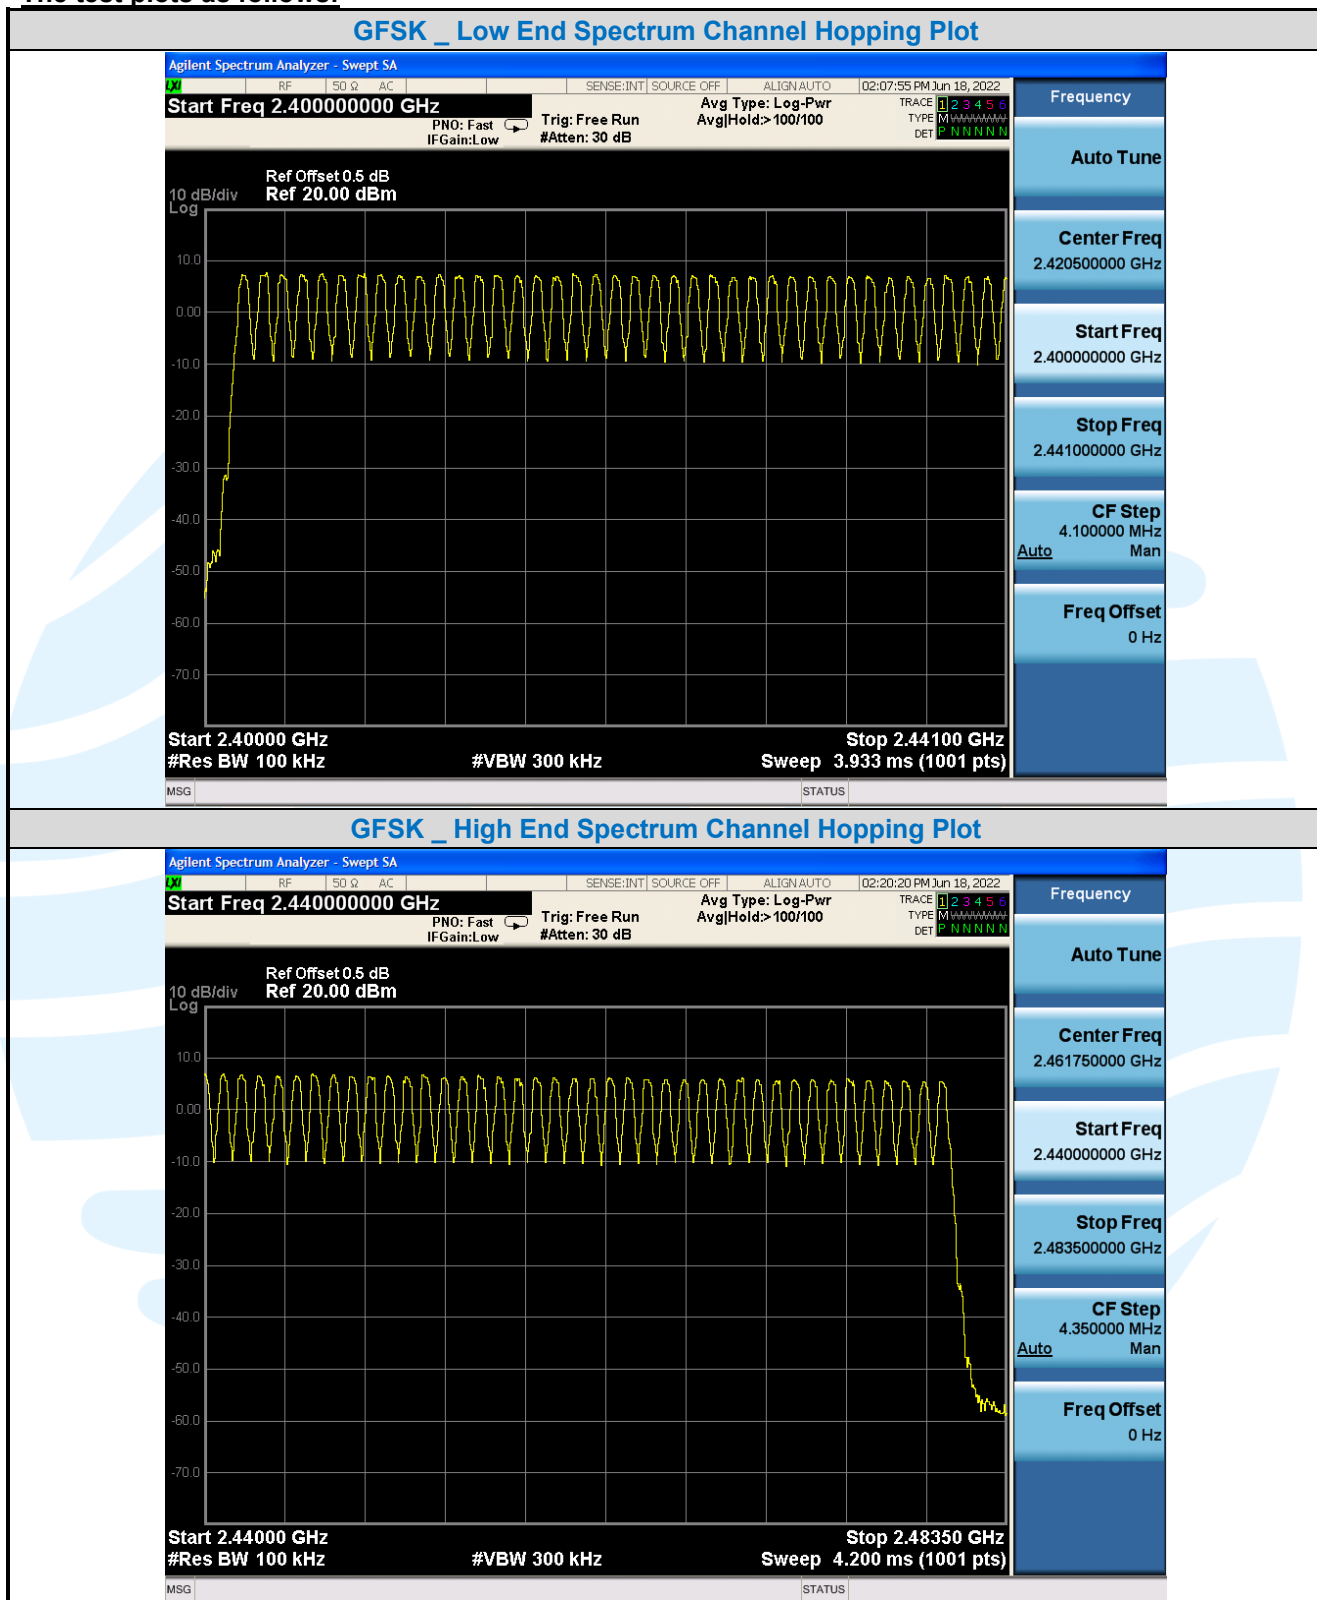 The test plots as follows:
GFSK _ Low End Spectrum Channel Hopping Plot
Agilent Spectrum Analyzer - Swept SA
LXI RF 50 Ω AC SENSE:INT SOURCE OFF ALIGN AUTO 02:07:55 PM Jun 18, 2022
Start Freq 2.400000000 GHz
PNO: Fast
IFGain:Low
Trig: Free Run
#Atten: 30 dB
Avg Type: Log-Pwr
Avg|Hold:>100/100
TRACE 1 2 3 4 5 6
TYPE M
DET P N N N N N
Ref Offset 0.5 dB
10 dB/div Ref 20.00 dBm
Log
10.0
0.00
-10.0
-20.0
-30.0
-40.0
-50.0
-60.0
-70.0
Start 2.40000 GHz Stop 2.44100 GHz
#Res BW 100 kHz #VBW 300 kHz Sweep 3.933 ms (1001 pts)
MSG STATUS
Frequency
Auto Tune
Center Freq
2.420500000 GHz
Start Freq
2.400000000 GHz
Stop Freq
2.441000000 GHz
CF Step
4.100000 MHz
Auto Man
Freq Offset
0 Hz
GFSK _ High End Spectrum Channel Hopping Plot
Agilent Spectrum Analyzer - Swept SA
LXI RF 50 Ω AC SENSE:INT SOURCE OFF ALIGN AUTO 02:20:20 PM Jun 18, 2022
Start Freq 2.440000000 GHz
PNO: Fast
IFGain:Low
Trig: Free Run
#Atten: 30 dB
Avg Type: Log-Pwr
Avg|Hold:>100/100
TRACE 1 2 3 4 5 6
TYPE M
DET P N N N N N
Ref Offset 0.5 dB
10 dB/div Ref 20.00 dBm
Log
10.0
0.00
-10.0
-20.0
-30.0
-40.0
-50.0
-60.0
-70.0
Start 2.44000 GHz Stop 2.48350 GHz
#Res BW 100 kHz #VBW 300 kHz Sweep 4.200 ms (1001 pts)
MSG STATUS
Frequency
Auto Tune
Center Freq
2.461750000 GHz
Start Freq
2.440000000 GHz
Stop Freq
2.483500000 GHz
CF Step
4.350000 MHz
Auto Man
Freq Offset
0 Hz